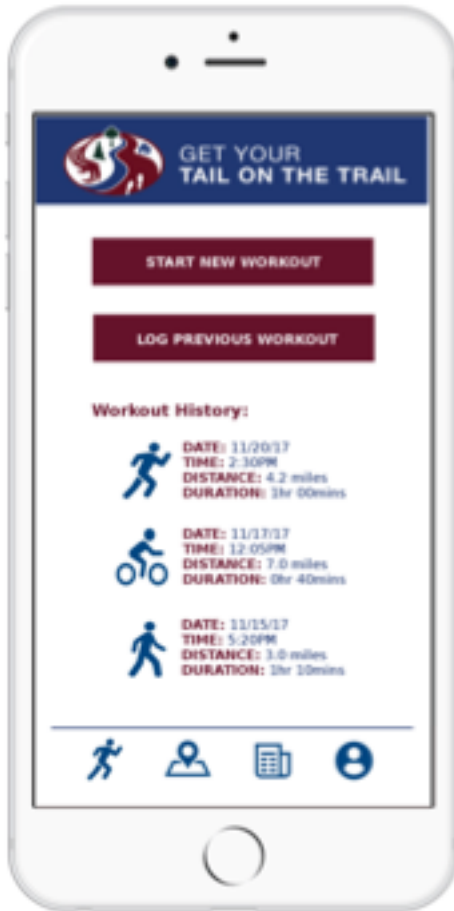 GET YOUR
TAIL ON THE TRAIL
START NEW WORKOUT
LOG PREVIOUS WORKOUT
Workout History:
DATE: 11/20/17
TIME: 2:30PM
DISTANCE: 4.2 miles
DURATION: 1hr 00mins
DATE: 11/17/17
TIME: 12:05PM
DISTANCE: 7.0 miles
DURATION: 0hr 40mins
DATE: 11/15/17
TIME: 5:20PM
DISTANCE: 3.0 miles
DURATION: 1hr 10mins